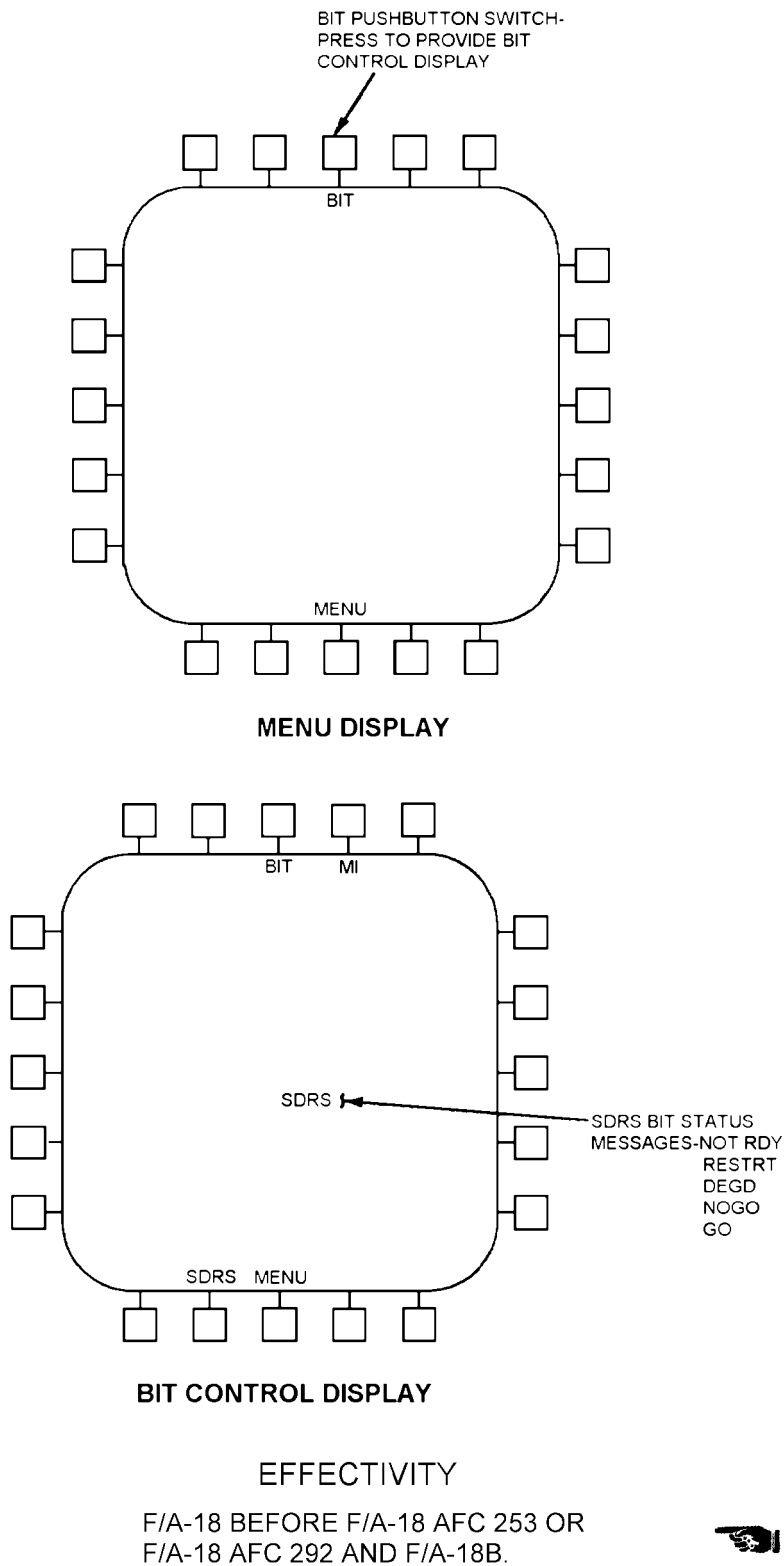 BIT PUSHBUTTON SWITCH-
PRESS TO PROVIDE BIT
CONTROL DISPLAY
BIT
MENU
MENU DISPLAY
BIT MI
SDRS
SDRS BIT STATUS
MESSAGES-NOT RDY
RESTRT
DEGD
NOGO
GO
SDRS MENU
BIT CONTROL DISPLAY
EFFECTIVITY
F/A-18 BEFORE F/A-18 AFC 253 OR
F/A-18 AFC 292 AND F/A-18B.